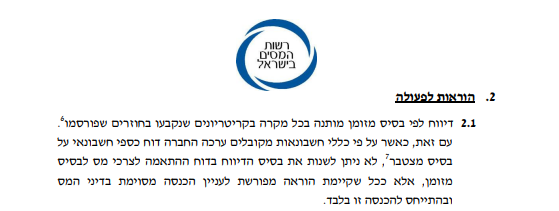 רשות
המסים
בישראל
2. הוראות לפעולה
2.1 דיווח לפי בסיס מזומן מותנה בכל מקרה בקריטריונים שנקבעו בחוזרים שפורסמו6.
עם זאת, כאשר על פי כללי חשבונאות מקובלים ערכה החברה דוח כספי חשבונאי על
בסיס מצטבר7, לא ניתן לשנות את בסיס הדיווח בדוח ההתאמה לצרכי מס לבסיס
מזומן, אלא ככל שקיימת הוראה מפורשת לעניין הכנסה מסוימת בדיני המס
ובהתייחס להכנסה זו בלבד.